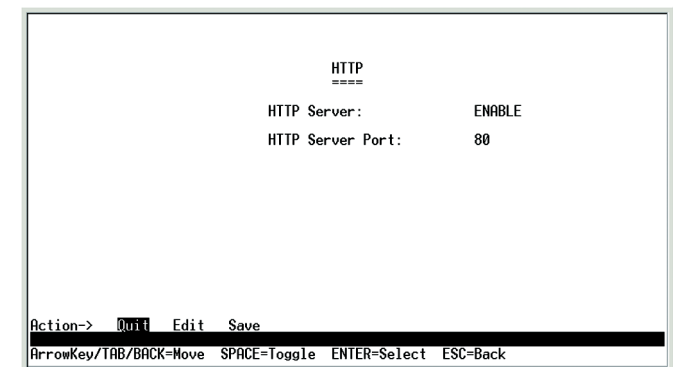 HTTP
====
HTTP Server: ENABLE
HTTP Server Port: 80
Action-> Quit Edit Save
ArrowKey/TAB/BACK=Move SPACE=Toggle ENTER=Select ESC=Back